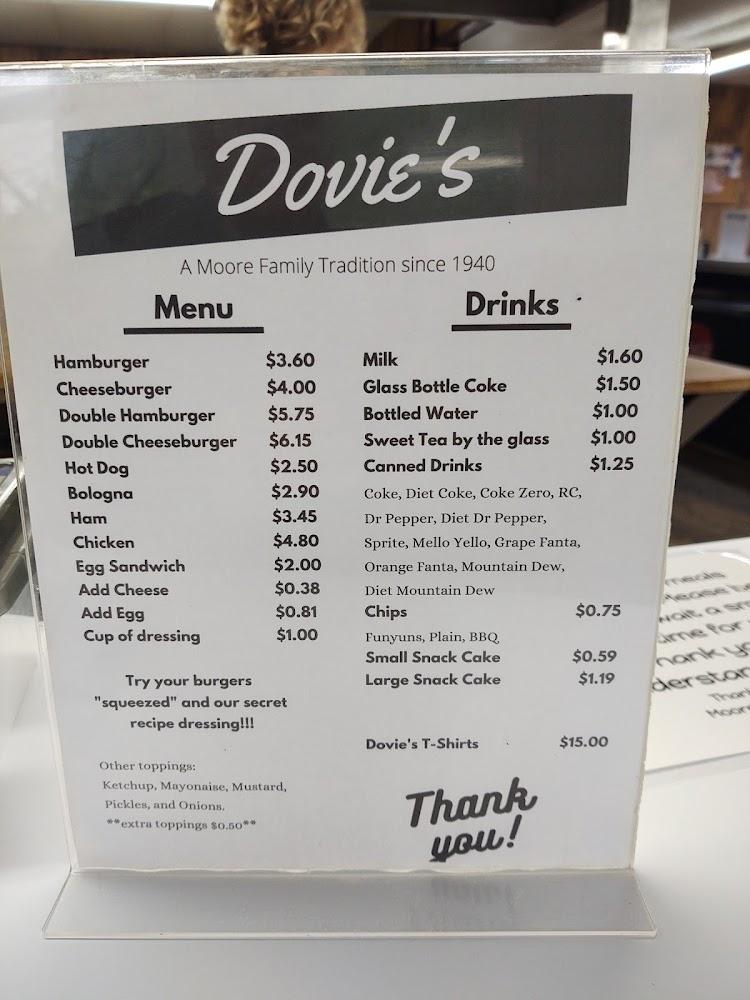 Dovie's
A Moore Family Tradition since 1940
Menu
Hamburger $3.60
Cheeseburger $4.00
Double Hamburger $5.75
Double Cheeseburger $6.15
Hot Dog $2.50
Bologna $2.90
Ham $3.45
Chicken $4.80
Egg Sandwich $2.00
Add Cheese $0.38
Add Egg $0.81
Cup of dressing $1.00
Try your burgers
"squeezed" and our secret
recipe dressing!!!
Other toppings:
Ketchup, Mayonaise, Mustard,
Pickles, and Onions.
**extra toppings $0.50**
Drinks
Milk $1.60
Glass Bottle Coke $1.50
Bottled Water $1.00
Sweet Tea by the glass $1.00
Canned Drinks $1.25
Coke, Diet Coke, Coke Zero, RC,
Dr Pepper, Diet Dr Pepper,
Sprite, Mello Yello, Grape Fanta,
Orange Fanta, Mountain Dew,
Diet Mountain Dew
Chips $0.75
Funyuns, Plain, BBQ
Small Snack Cake $0.59
Large Snack Cake $1.19
Dovie's T-Shirts $15.00
Thank
you!
meals
wait a
time for